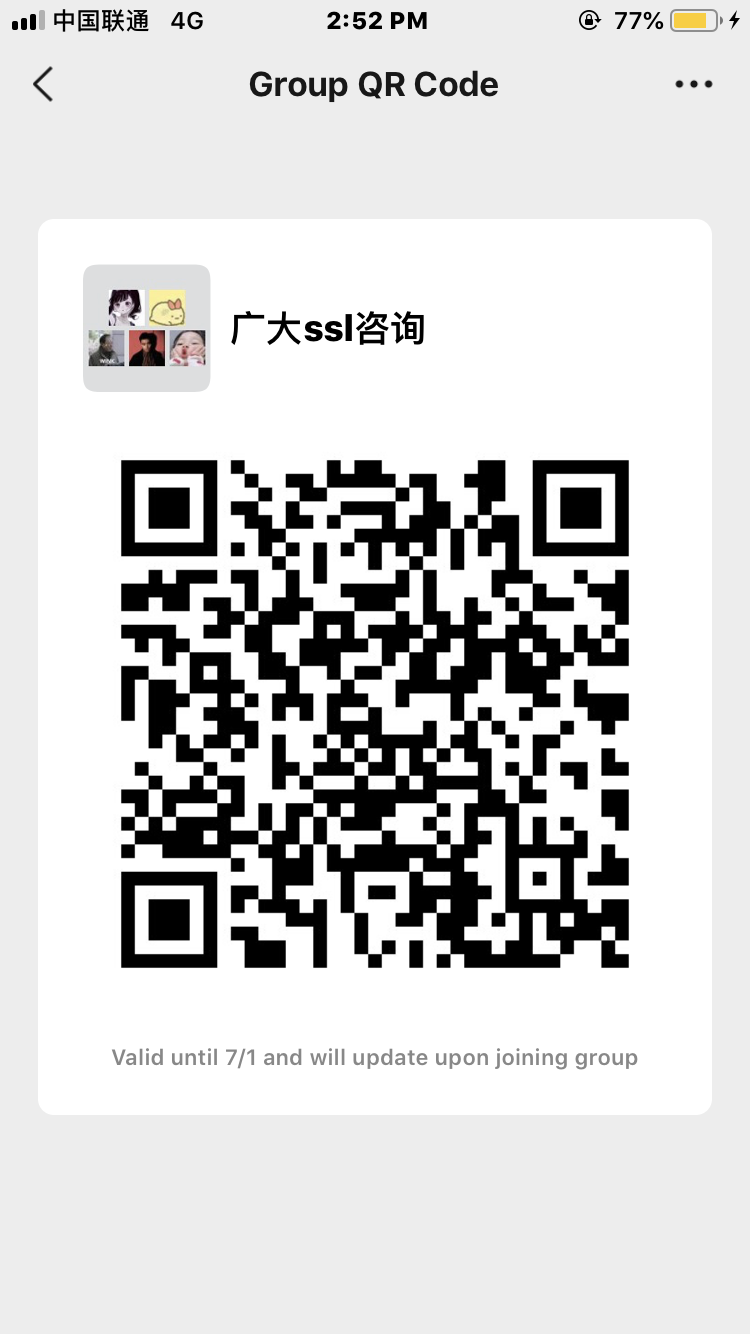 中国联通 4G 2:52 PM 77%
Group QR Code
广大ssl咨询
Valid until 7/1 and will update upon joining group